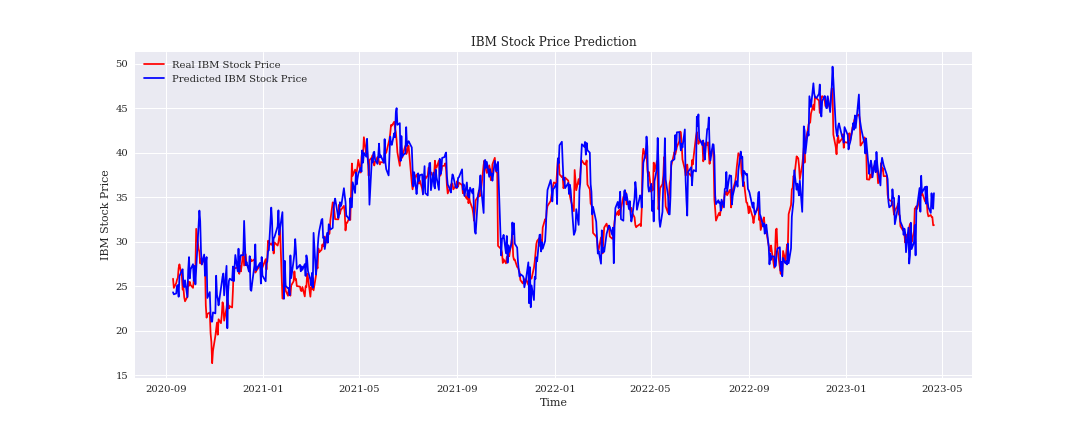 IBM Stock Price Prediction
Real IBM Stock Price
Predicted IBM Stock Price
IBM Stock Price
50
45
40
35
30
25
20
15
2020-09 2021-01 2021-05 2021-09 2022-01 2022-05 2022-09 2023-01 2023-05
Time